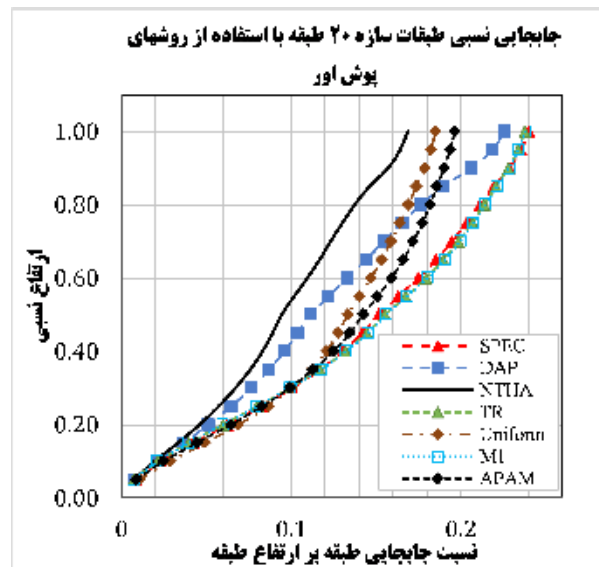 جابجایی نسبی طبقات سازه ۲۰ طبقه با استفاده از روشهای
پوش اور
1.00
0.80
0.60
0.40
0.20
0.00
ارتفاع نسبی
SPEC
DAP
NTHA
TR
Uniform
M1
APAM
0
0.1
0.2
نسبت جابجایی طبقه بر ارتفاع طبقه